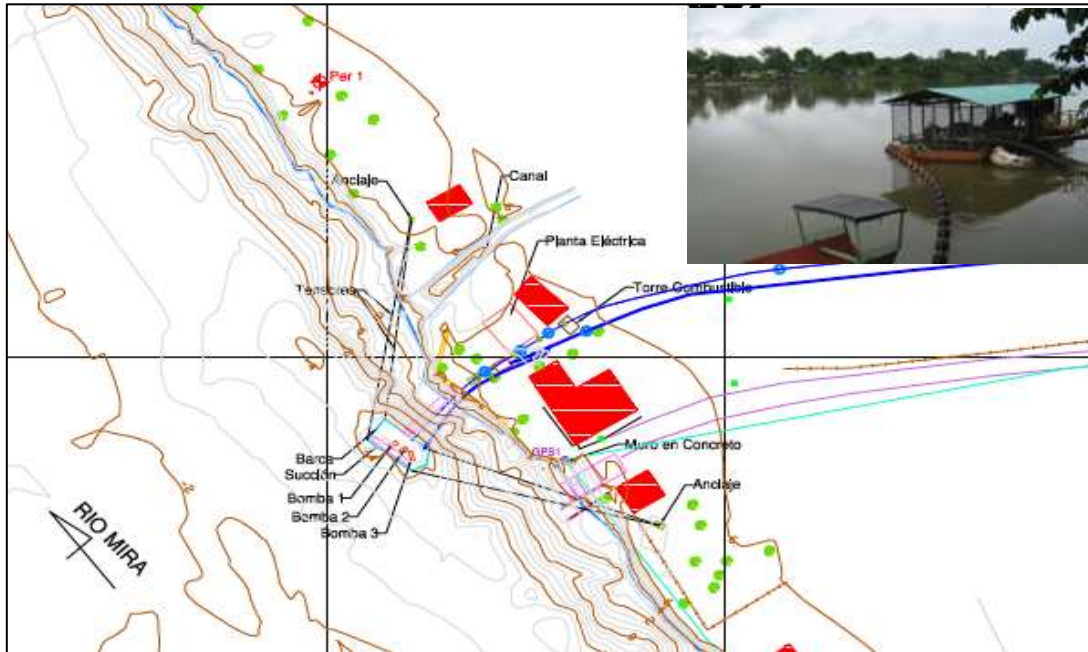 Per 1
Anclaje
Canal
Planta Eléctrica
Tensores
Torre Combustible
Muro en Concreto
GPS1
Barca
Succión
Anclaje
Bomba 1
Bomba 2
Bomba 3
RIO MIRA